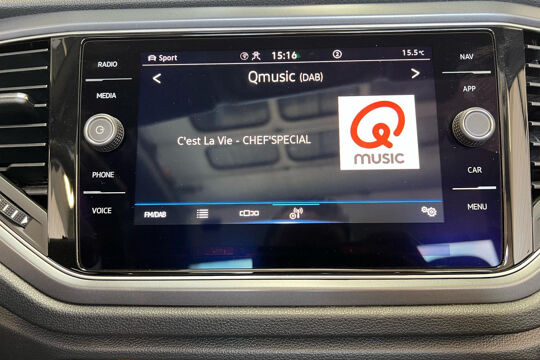 Sport 15:16 2 15.5°C
RADIO
MEDIA
PHONE
VOICE
< Qmusic (DAB) >
C'est La Vie - CHEF'SPECIAL
Q
MUSIC
FM/DAB
NAV
APP
CAR
MENU